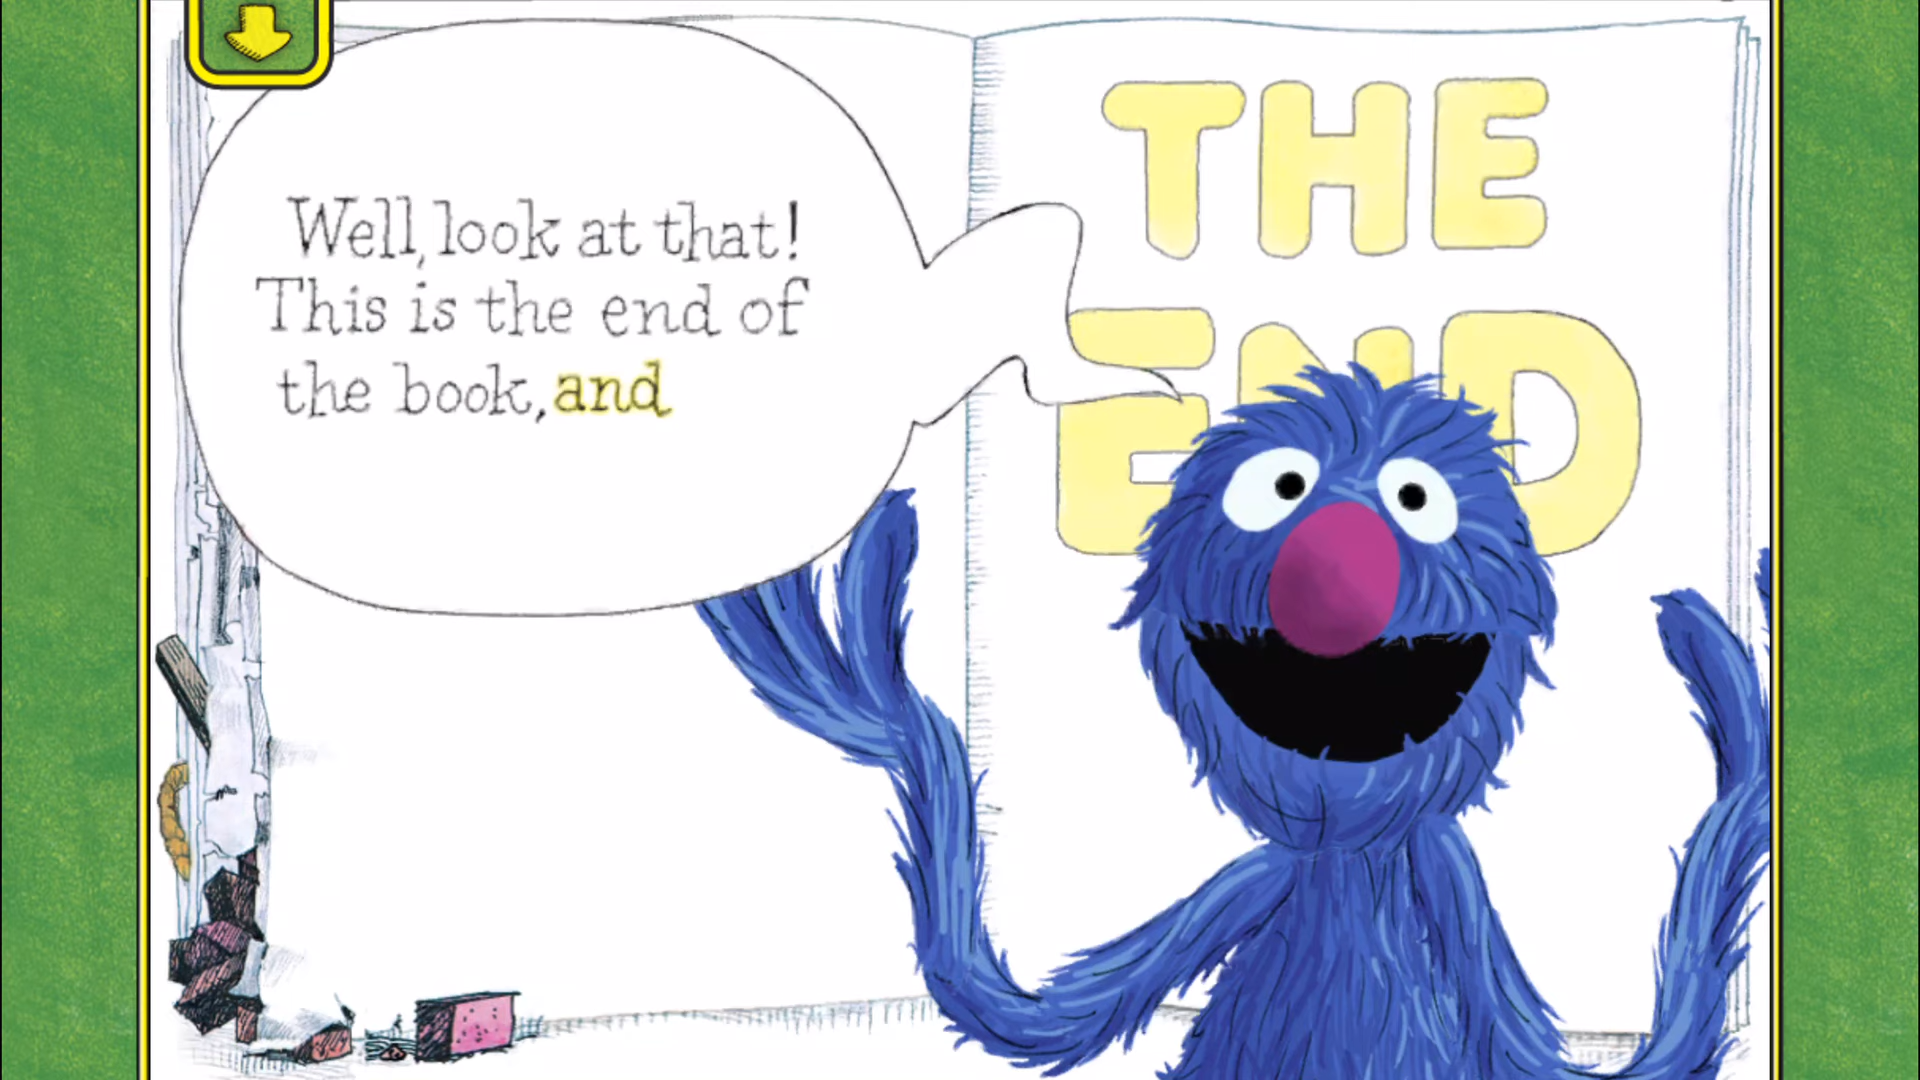 Well, look at that!
This is the end of
the book, and
THE
END